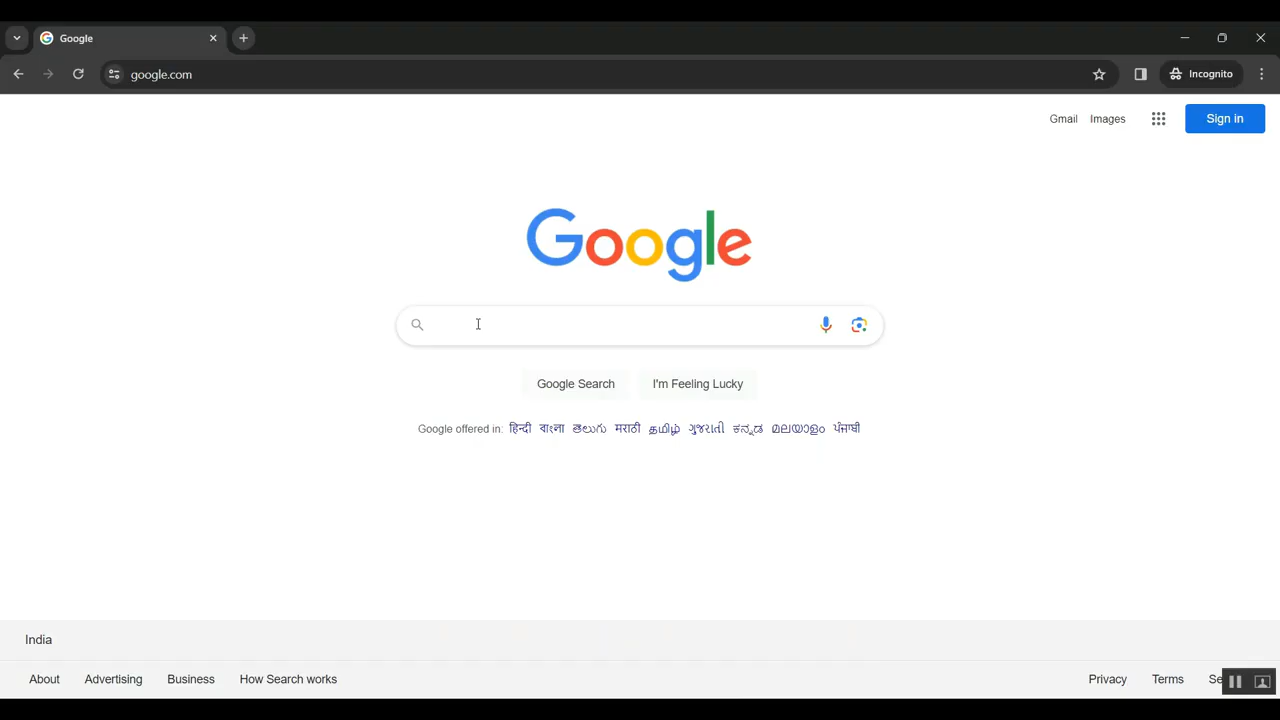 Google
google.com
Incognito
Gmail Images
Sign in
Google
Google Search I'm Feeling Lucky
Google offered in: हिन्दी বাংলা తెలుగు मराठी தமிழ் ગુજરાતી ಕನ್ನಡ മലയാളം ਪੰਜਾਬੀ
India
About Advertising Business How Search works Privacy Terms